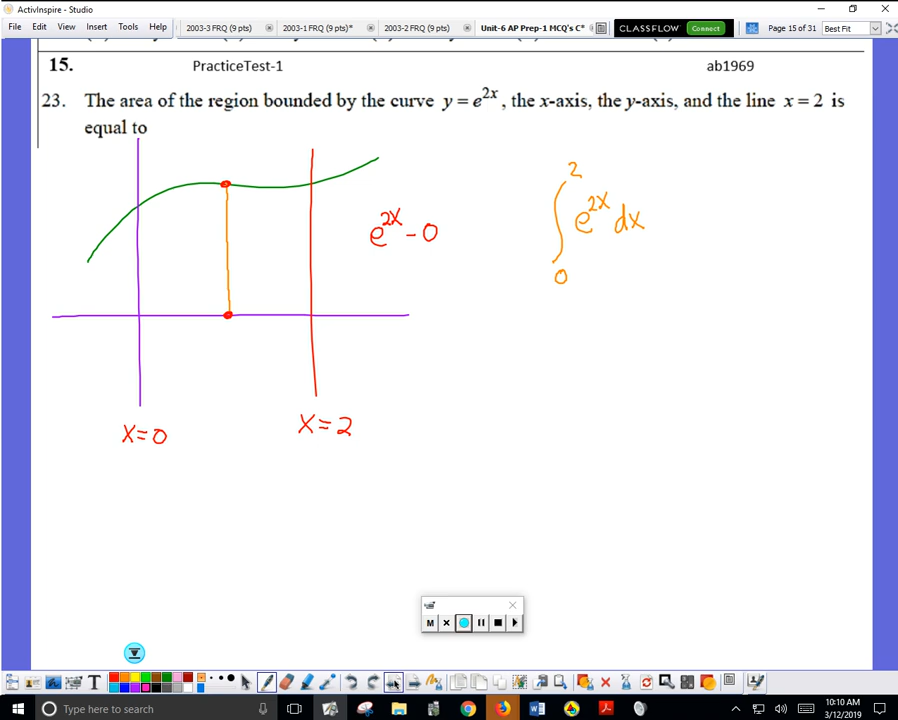 ActivInspire - Studio
File Edit View Insert Tools Help
2003-3 FRQ (9 pts) 2003-1 FRQ (9 pts)* 2003-2 FRQ (9 pts) Unit-6 AP Prep-1 MCQ's C* CLASSFLOW Connect Page 15 of 31 Best Fit
15. PracticeTest-1 ab1969
23. The area of the region bounded by the curve y = e^{2x}, the x-axis, the y-axis, and the line x = 2 is
equal to
e^{2x} - 0
∫_0^2 e^{2x} dx
x=0
x=2
M
T
Type here to search
10:10 AM
3/12/2019